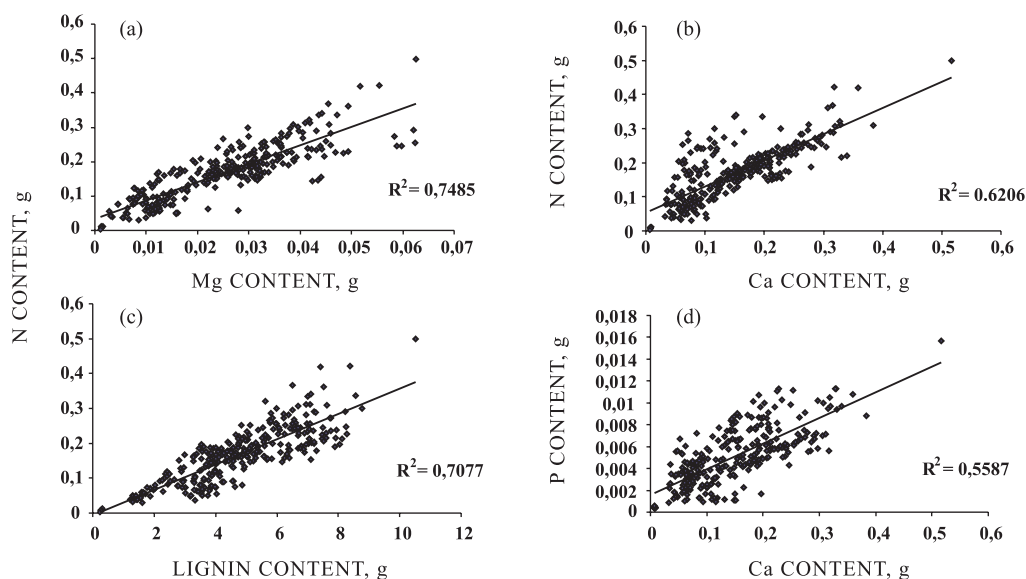 (a)
0,6
0,5
0,4
0,3
0,2
0,1
0
R² = 0,7485
0 0,01 0,02 0,03 0,04 0,05 0,06 0,07
Mg CONTENT, g
(b)
N CONTENT, g
0,6
0,5
0,4
0,3
0,2
0,1
0
R² = 0.6206
0 0,1 0,2 0,3 0,4 0,5 0,6
Ca CONTENT, g
N CONTENT, g
(c)
0,6
0,5
0,4
0,3
0,2
0,1
0
R² = 0,7077
0 2 4 6 8 10 12
LIGNIN CONTENT, g
(d)
P CONTENT, g
0,018
0,016
0,014
0,012
0,01
0,008
0,006
0,004
0,002
0
R² = 0,5587
0 0,1 0,2 0,3 0,4 0,5 0,6
Ca CONTENT, g